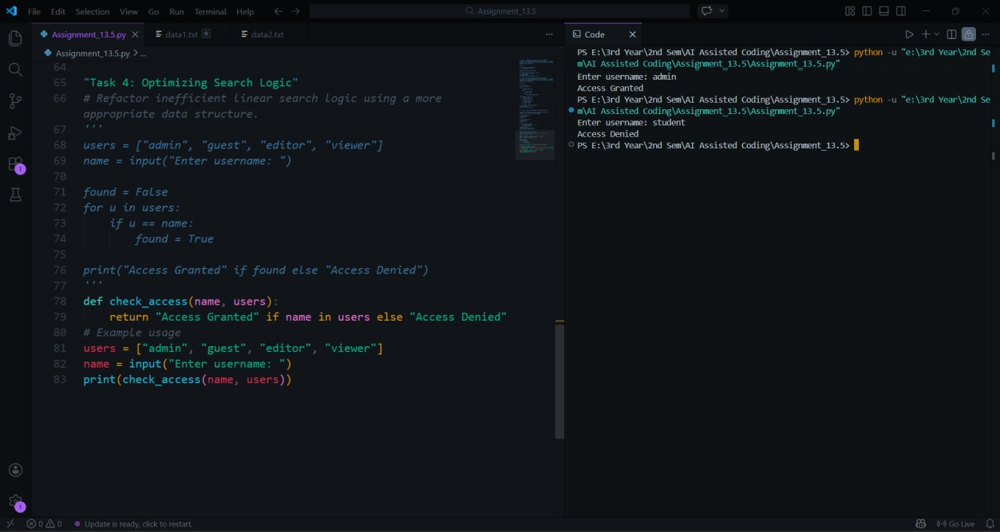 File Edit Selection View Go Run Terminal Help
Assignment_13.5
Assignment_13.5.py
data1.txt
data2.txt
Assignment_13.5.py > ...
64
65 "Task 4: Optimizing Search Logic"
66 # Refactor inefficient linear search logic using a more
appropriate data structure.
67 '''
68 users = ["admin", "guest", "editor", "viewer"]
69 name = input("Enter username: ")
70
71 found = False
72 for u in users:
73 if u == name:
74 found = True
75
76 print("Access Granted" if found else "Access Denied")
77 '''
78 def check_access(name, users):
79 return "Access Granted" if name in users else "Access Denied"
80 # Example usage
81 users = ["admin", "guest", "editor", "viewer"]
82 name = input("Enter username: ")
83 print(check_access(name, users))
Code
PS E:\3rd Year\2nd Sem\AI Assisted Coding\Assignment_13.5> python -u "e:\3rd Year\2nd Se
m\AI Assisted Coding\Assignment_13.5\Assignment_13.5.py"
Enter username: admin
Access Granted
PS E:\3rd Year\2nd Sem\AI Assisted Coding\Assignment_13.5> python -u "e:\3rd Year\2nd Se
m\AI Assisted Coding\Assignment_13.5\Assignment_13.5.py"
Enter username: student
Access Denied
PS E:\3rd Year\2nd Sem\AI Assisted Coding\Assignment_13.5>
1
1
0 0
Update is ready, click to restart.
Go Live